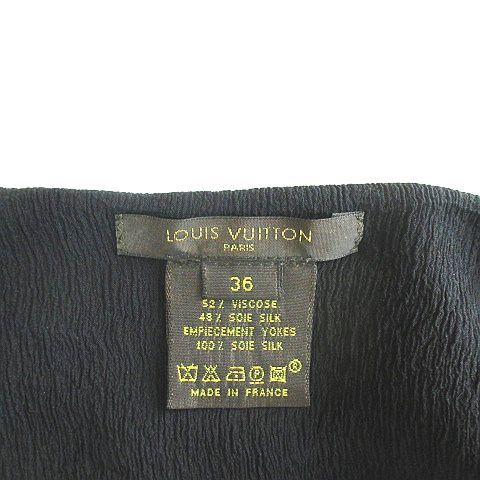 LOUIS VUITTON
PARIS
36
52% VISCOSE
48% SOIE SILK
EMPIECEMENT YOKES
100% SOIE SILK
®
MADE IN FRANCE